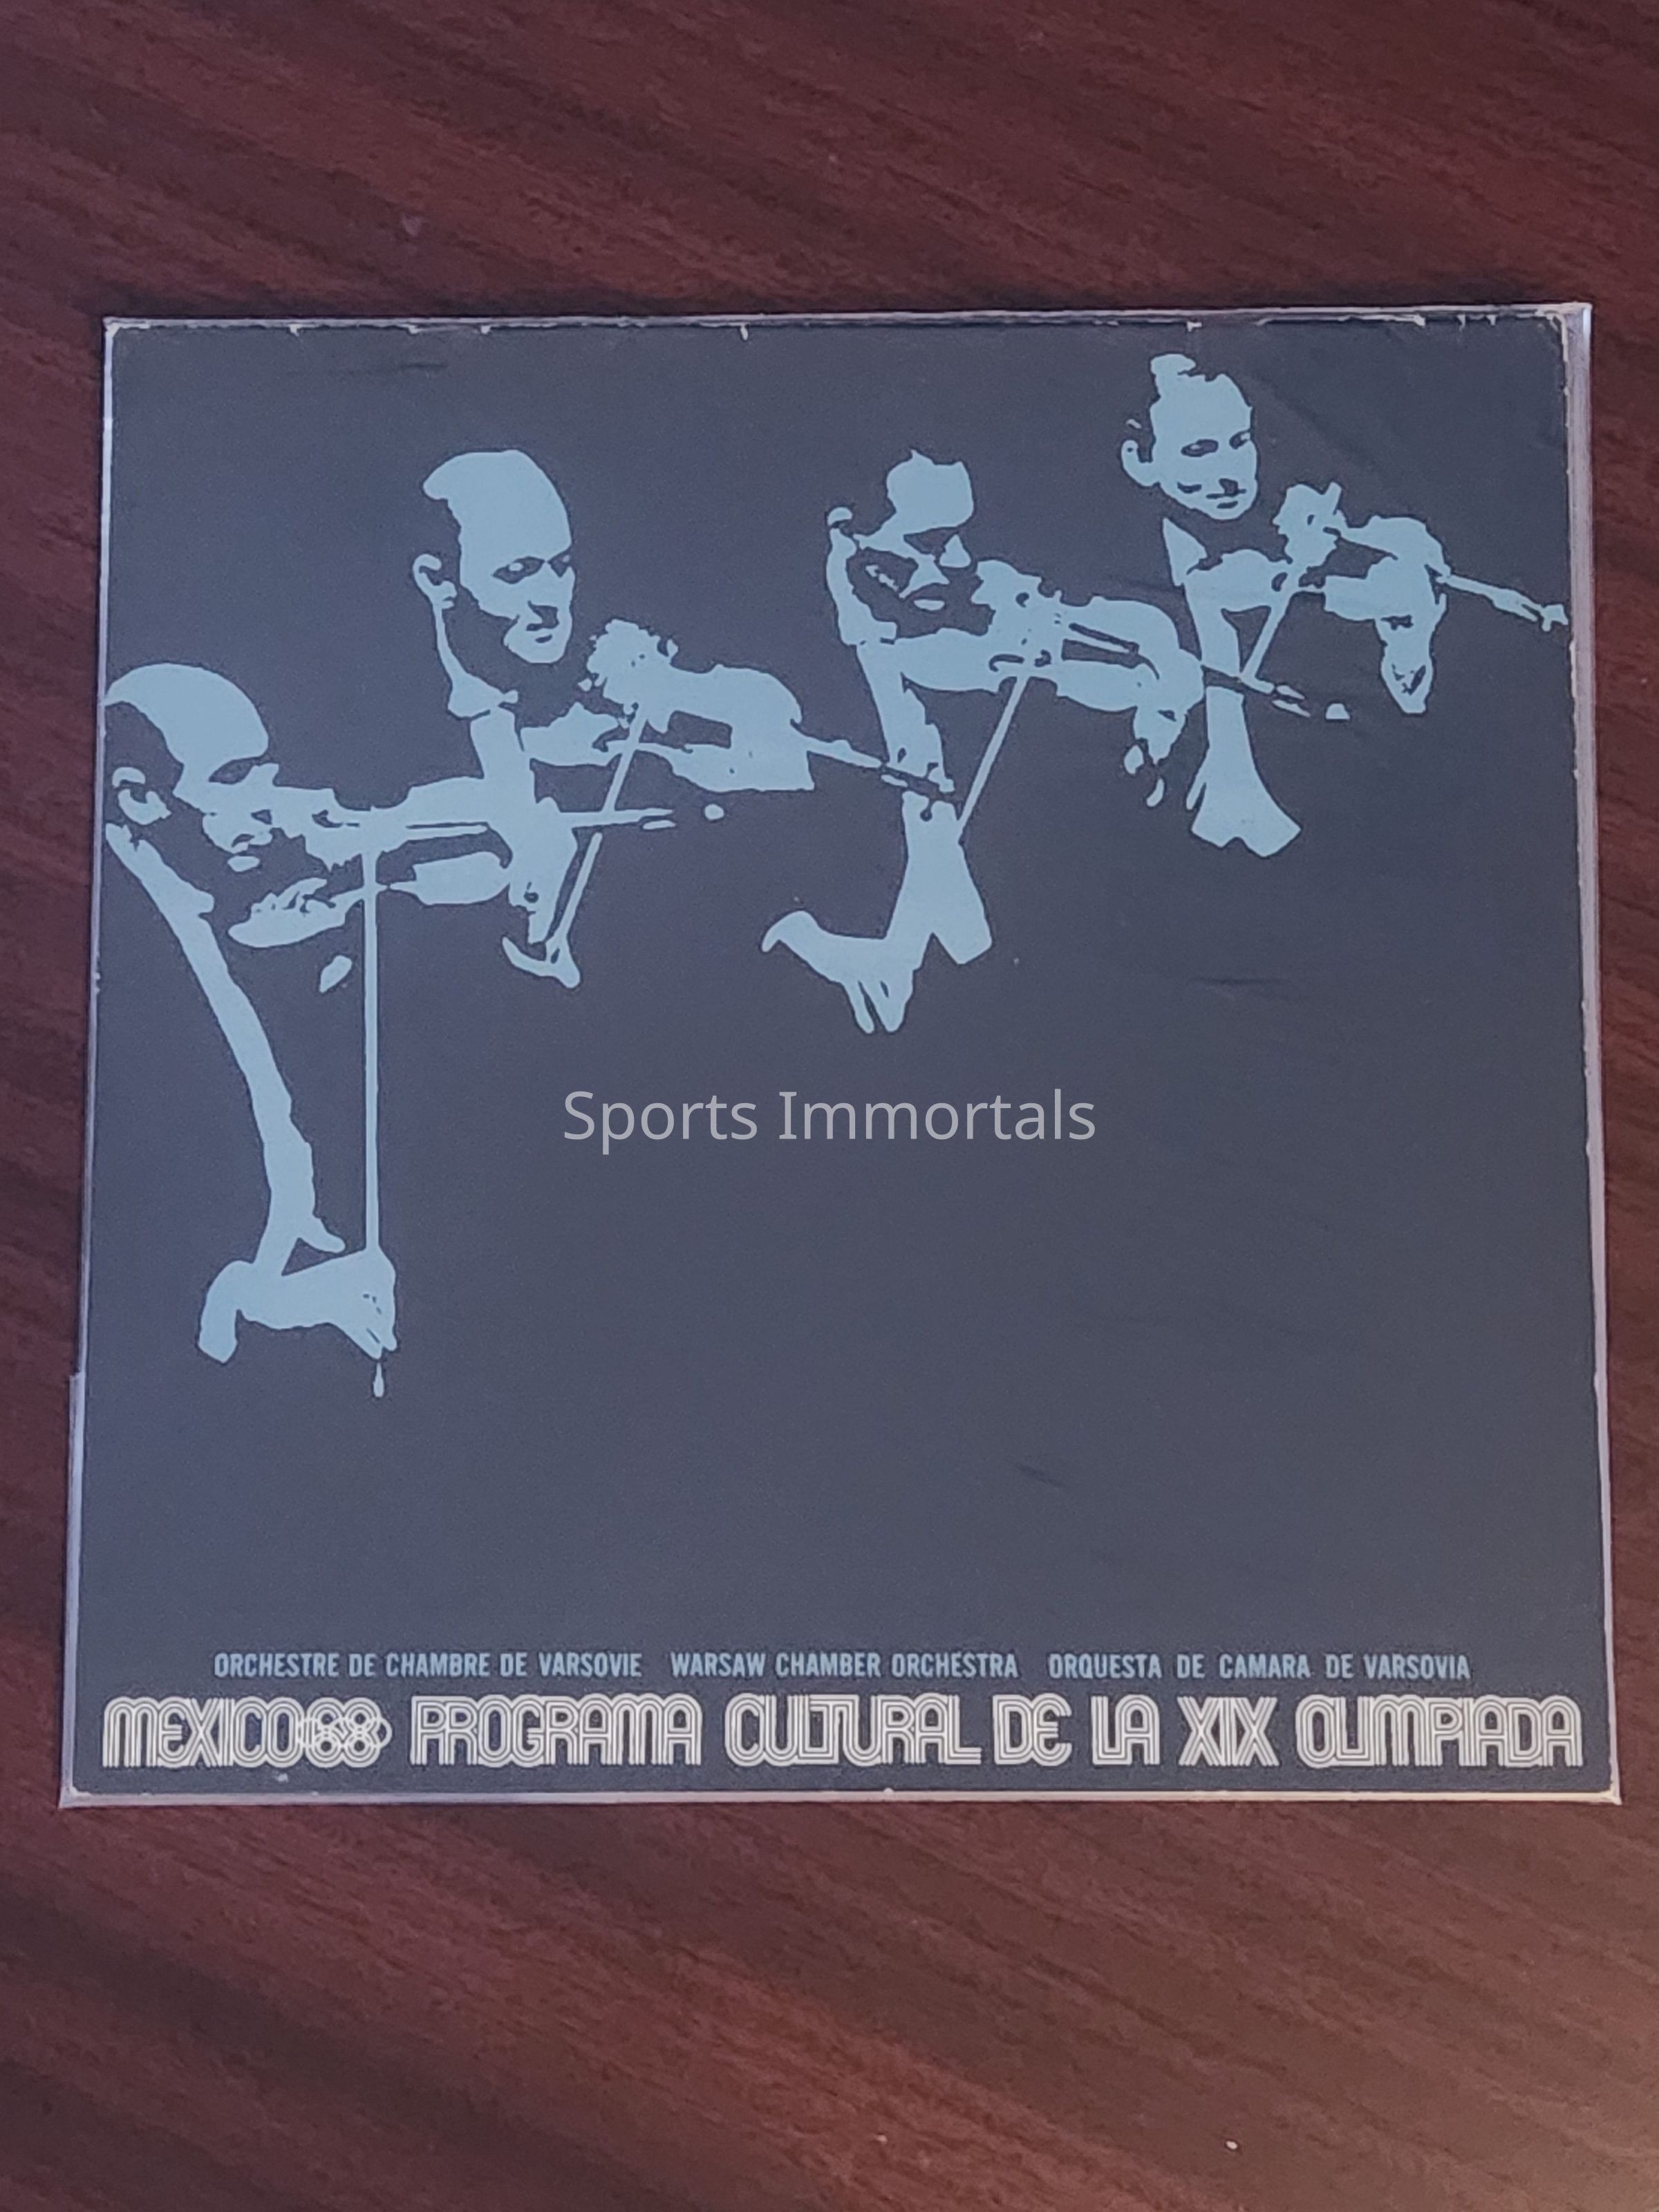 Sports Immortals
ORCHESTRE DE CHAMBRE DE VARSOVIE WARSAW CHAMBER ORCHESTRA ORQUESTA DE CAMARA DE VARSOVIA
MEXICO68 PROGRAMA CULTURAL DE LA XIX OLIMPIADA